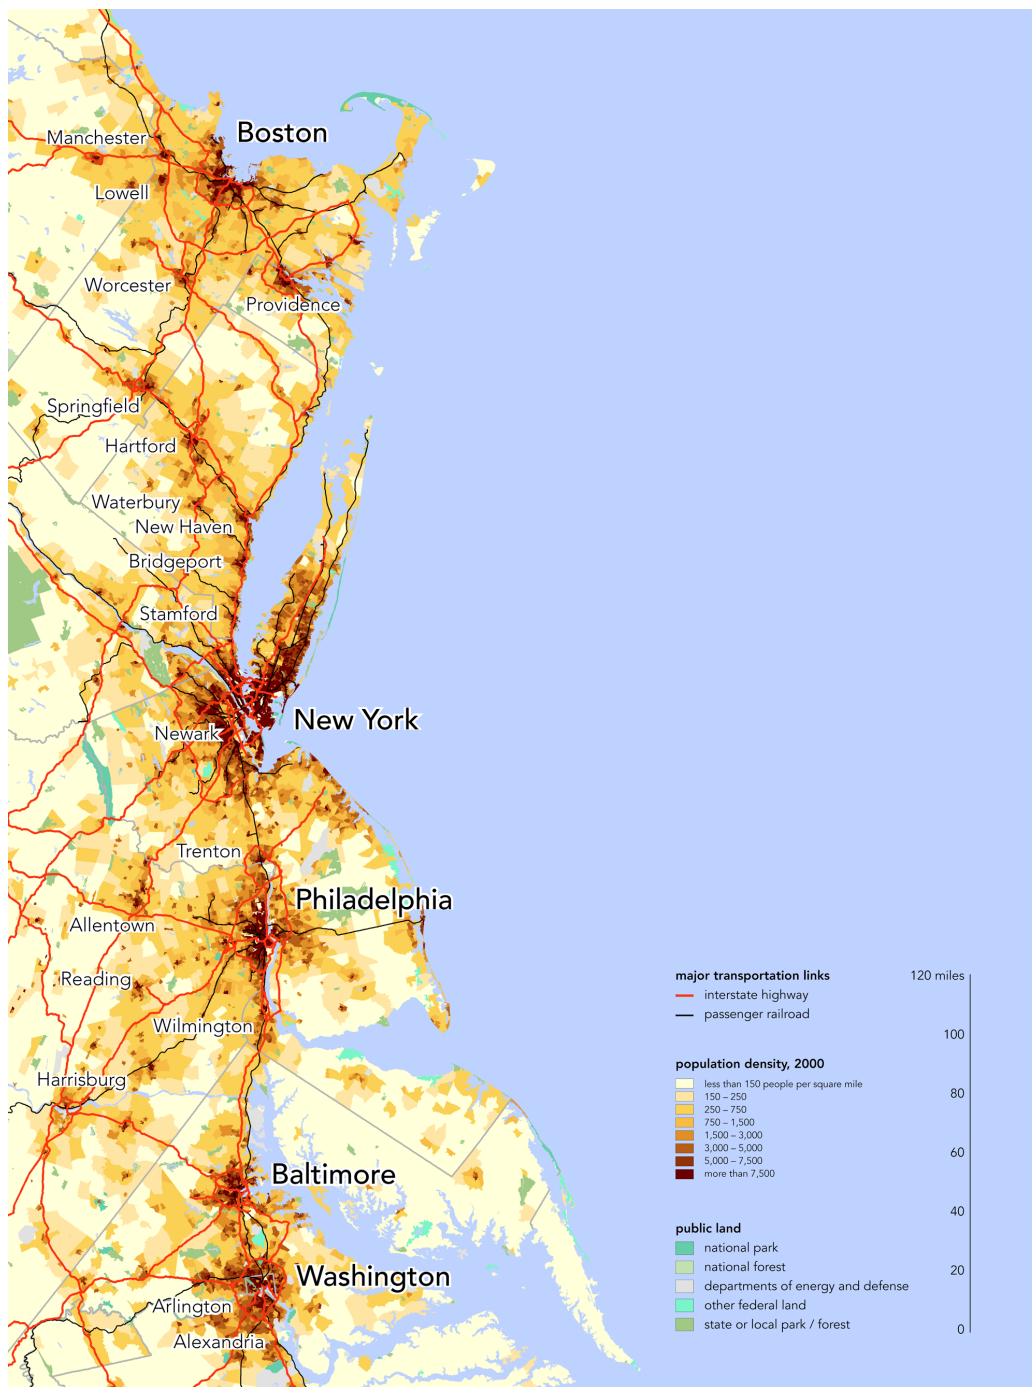 Boston
Manchester
Lowell
Worcester
Providence
Springfield
Hartford
Waterbury
New Haven
Bridgeport
Stamford
New York
Newark
Trenton
Philadelphia
Allentown
Reading
Wilmington
Harrisburg
Baltimore
Washington
Arlington
Alexandria
major transportation links
interstate highway
passenger railroad
population density, 2000
less than 150 people per square mile
150 – 250
250 – 750
750 – 1,500
1,500 – 3,000
3,000 – 5,000
5,000 – 7,500
more than 7,500
public land
national park
national forest
departments of energy and defense
other federal land
state or local park / forest
120 miles
100
80
60
40
20
0